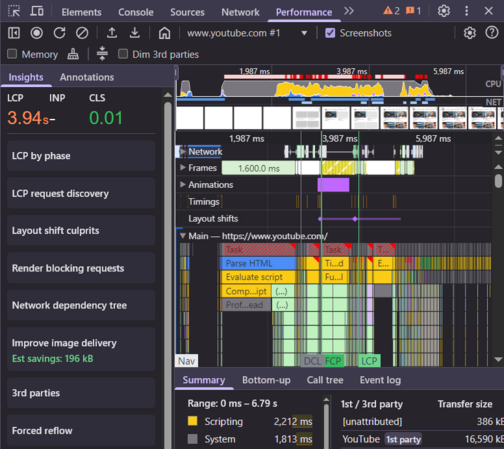 Elements Console Sources Network Performance 2 1
www.youtube.com #1 Screenshots
Memory Dim 3rd parties
Insights Annotations
LCP INP CLS
3.94s - 0.01
LCP by phase
LCP request discovery
Layout shift culprits
Render blocking requests
Network dependency tree
Improve image delivery
Est savings: 196 kB
3rd parties
Forced reflow
1,987 ms 3,987 ms 5,987 ms
CPU
NET
1,987 ms 3,987 ms 5,987 ms
Network
Frames 1,600.0 ms
Animations
Timings
Layout shifts
Main — https://www.youtube.com/
Task Task T...
Parse HTML Ti...d E...
Evaluate script Fu...
Comp...ipt (...)
Prof...ead (...)
Nav DCL FCP LCP
Summary Bottom-up Call tree Event log
Range: 0 ms – 6.79 s
Scripting 2,212 ms
System 1,813 ms
1st / 3rd party Transfer size
[unattributed] 386 kB
YouTube 1st party 16,590 kB